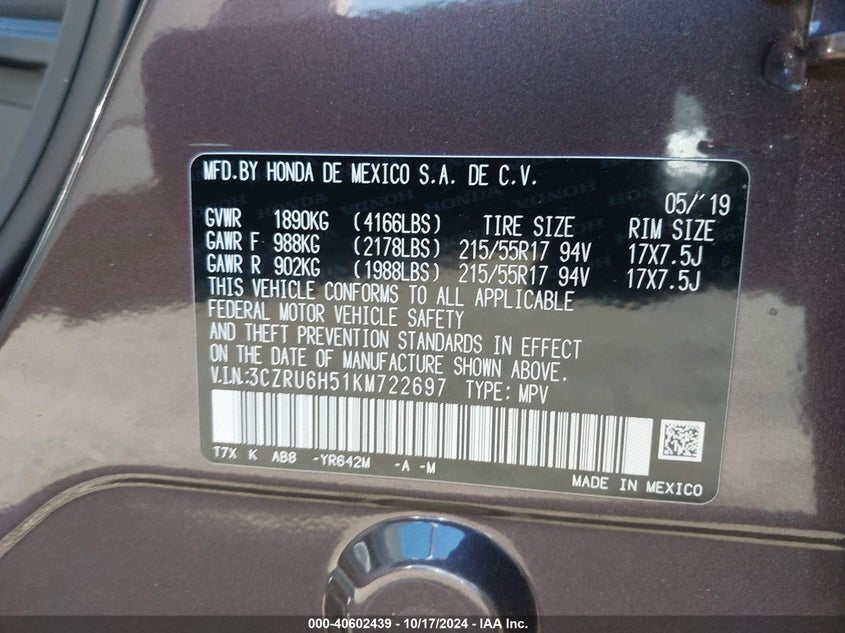 MFD.BY HONDA DE MEXICO S.A. DE C.V.
05/'19
GVWR 1890KG (4166LBS) TIRE SIZE RIM SIZE
GAWR F 988KG (2178LBS) 215/55R17 94V 17X7.5J
GAWR R 902KG (1988LBS) 215/55R17 94V 17X7.5J
THIS VEHICLE CONFORMS TO ALL APPLICABLE
FEDERAL MOTOR VEHICLE SAFETY
AND THEFT PREVENTION STANDARDS IN EFFECT
ON THE DATE OF MANUFACTURE SHOWN ABOVE.
V.I.N.:3CZRU6H51KM722697 TYPE: MPV
T7X K AB8 -YR642M -A -M
MADE IN MEXICO
000-40602439 - 10/17/2024 - IAA Inc.